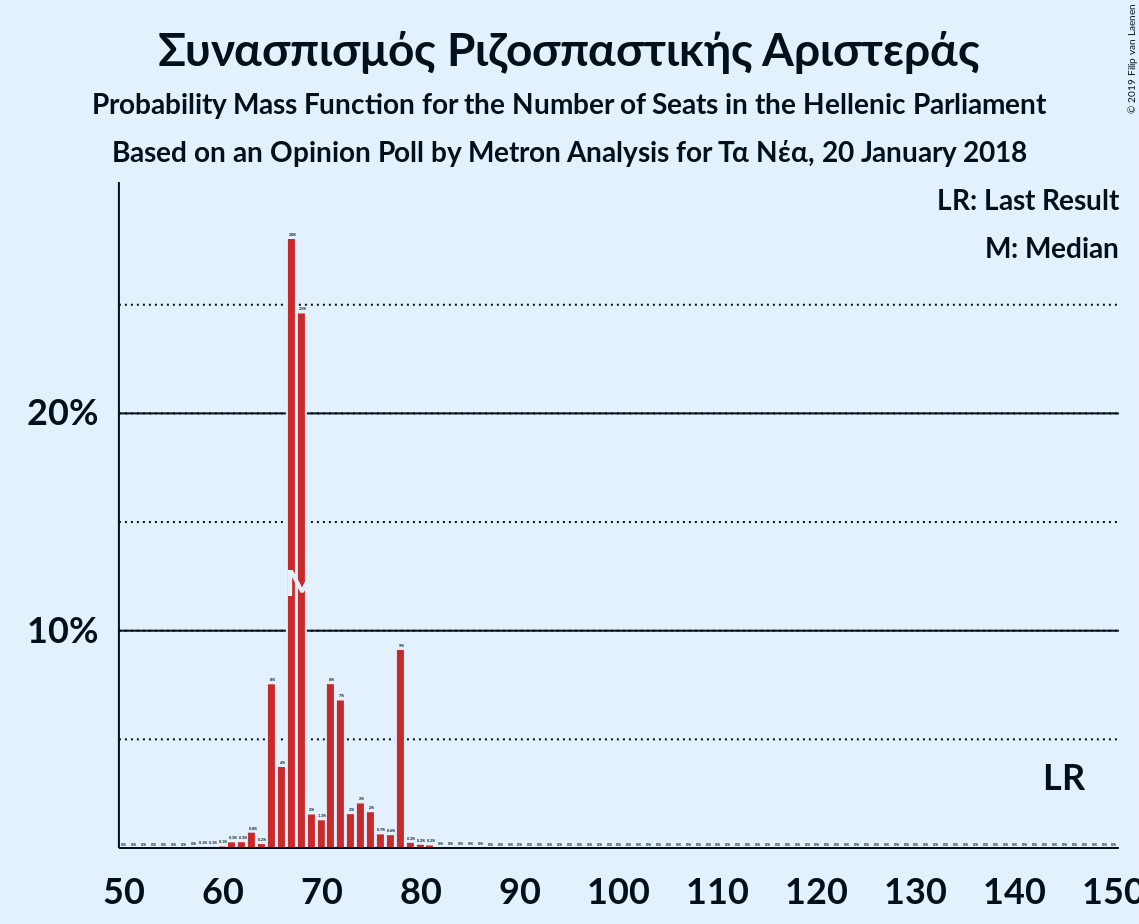 Συνασπισμός Ριζοσπαστικής Αριστεράς
Probability Mass Function for the Number of Seats in the Hellenic Parliament
Based on an Opinion Poll by Metron Analysis for Τα Νέα, 20 January 2018
© 2019 Filip van Laenen
LR: Last Result
M: Median
20%
10%
M
LR
50 60 70 80 90 100 110 120 130 140 150